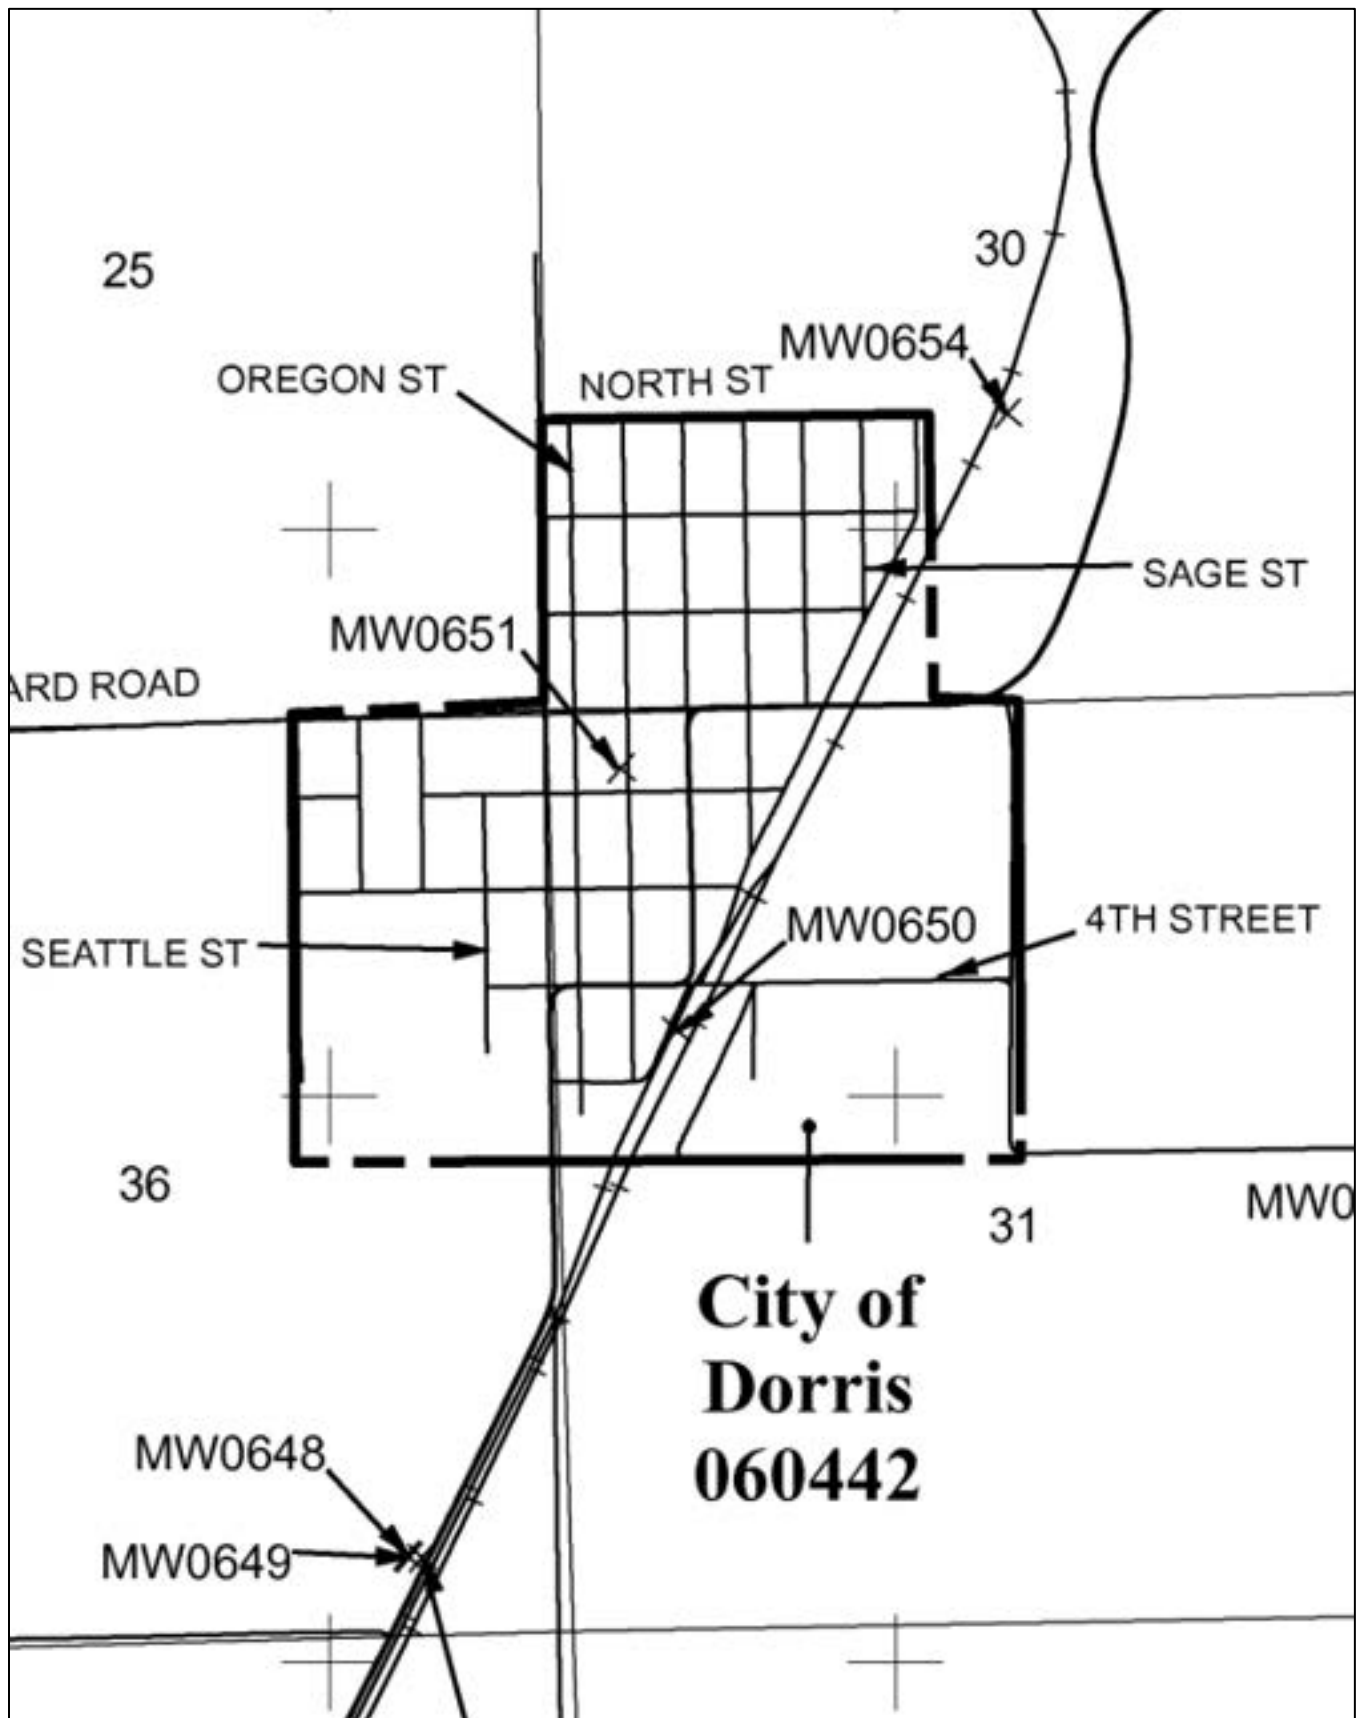 25
30
MW0654
OREGON ST
NORTH ST
SAGE ST
MW0651
ARD ROAD
MW0650
4TH STREET
SEATTLE ST
36
MW0
31
City of
Dorris
060442
MW0648
MW0649